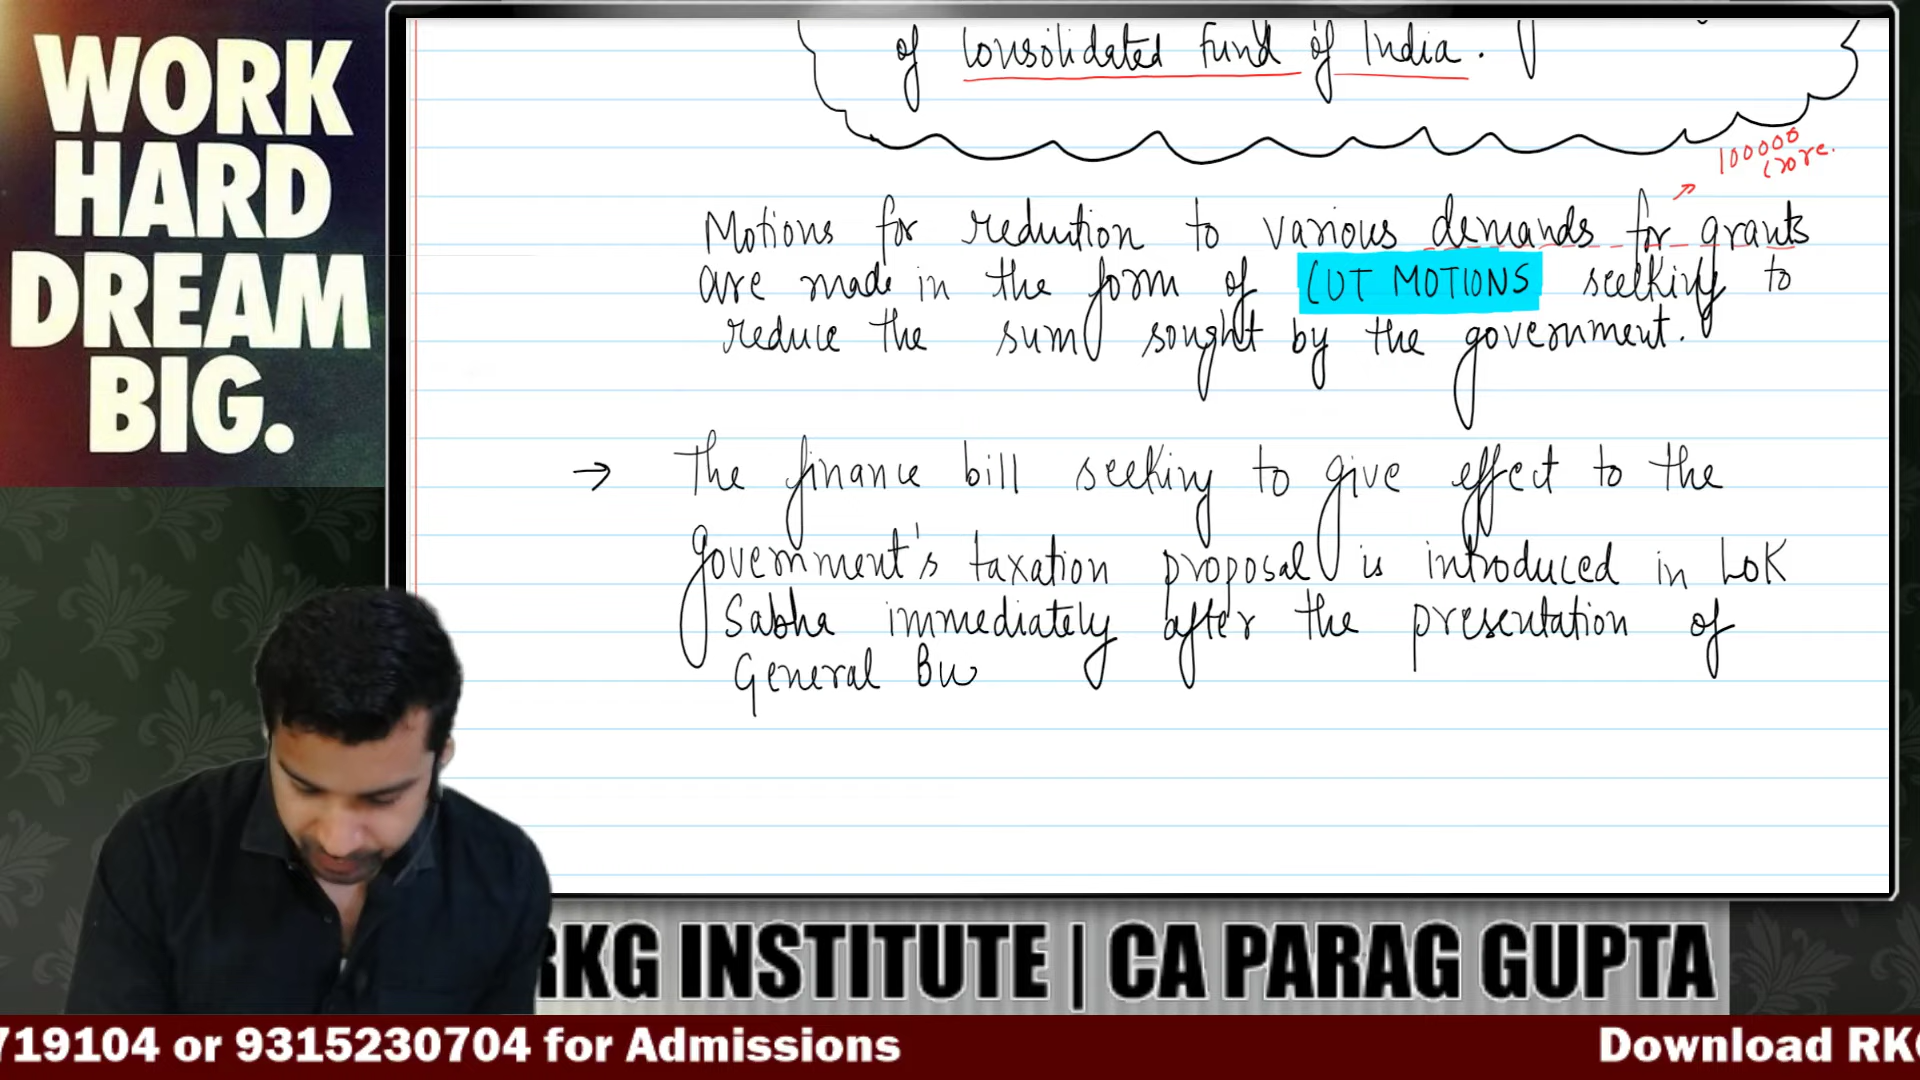 WORK
HARD
DREAM
BIG.
of Consolidated Fund of India.
100000
crore.
Motions for reduction to various demands for grants
are made in the form of CUT MOTIONS seeking to
reduce the sum sought by the government.
→ The finance bill seeking to give effect to the
government's taxation proposal is introduced in Lok
Sabha immediately after the presentation of
General Bu
RKG INSTITUTE | CA PARAG GUPTA
719104 or 9315230704 for Admissions
Download RKG